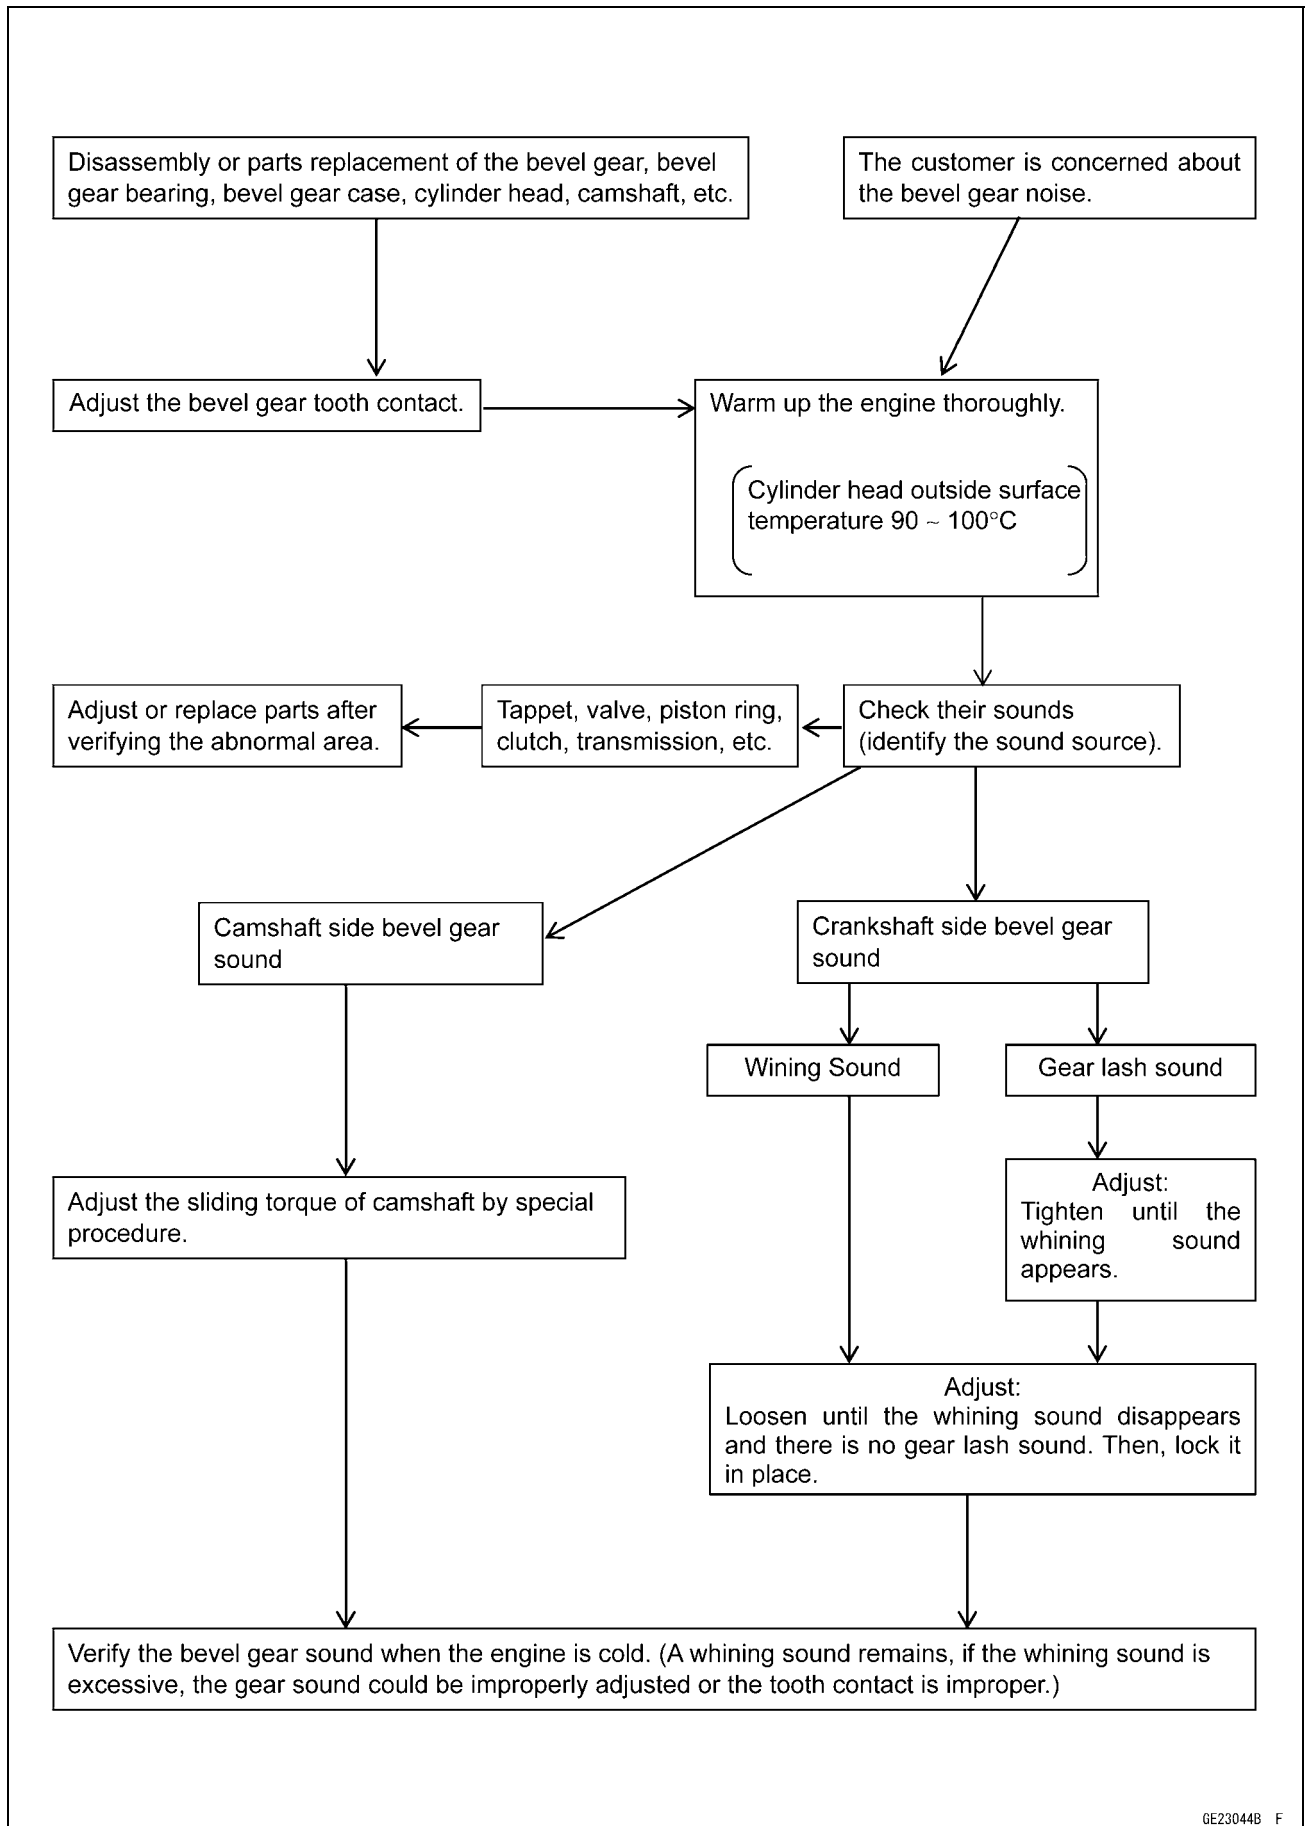 Disassembly or parts replacement of the bevel gear, bevel
gear bearing, bevel gear case, cylinder head, camshaft, etc.
The customer is concerned about
the bevel gear noise.
Adjust the bevel gear tooth contact.
Warm up the engine thoroughly.
Cylinder head outside surface
temperature 90 ~ 100°C
Adjust or replace parts after
verifying the abnormal area.
Tappet, valve, piston ring,
clutch, transmission, etc.
Check their sounds
(identify the sound source).
Camshaft side bevel gear
sound
Crankshaft side bevel gear
sound
Wining Sound
Gear lash sound
Adjust the sliding torque of camshaft by special
procedure.
Adjust:
Tighten until the
whining sound
appears.
Adjust:
Loosen until the whining sound disappears
and there is no gear lash sound. Then, lock it
in place.
Verify the bevel gear sound when the engine is cold. (A whining sound remains, if the whining sound is
excessive, the gear sound could be improperly adjusted or the tooth contact is improper.)
GE23044B F